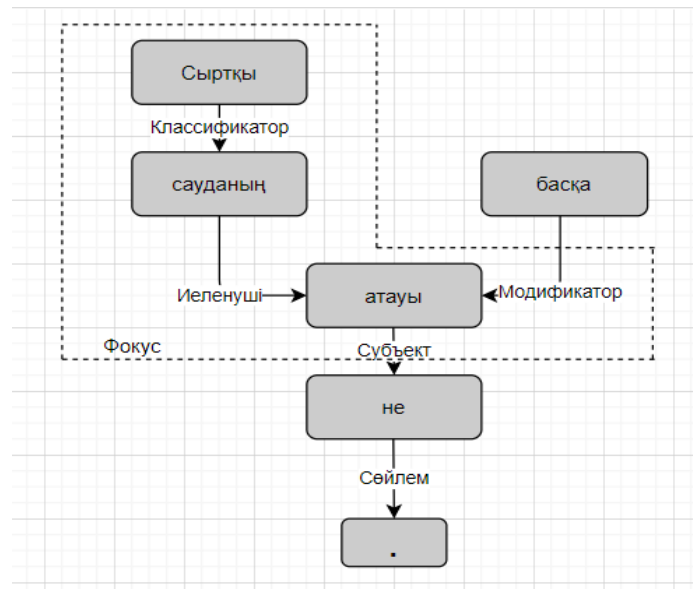 Сыртқы
Классификатор
сауданың
басқа
Иеленуші
атауы
Модификатор
Фокус
Субъект
не
Сөйлем
.